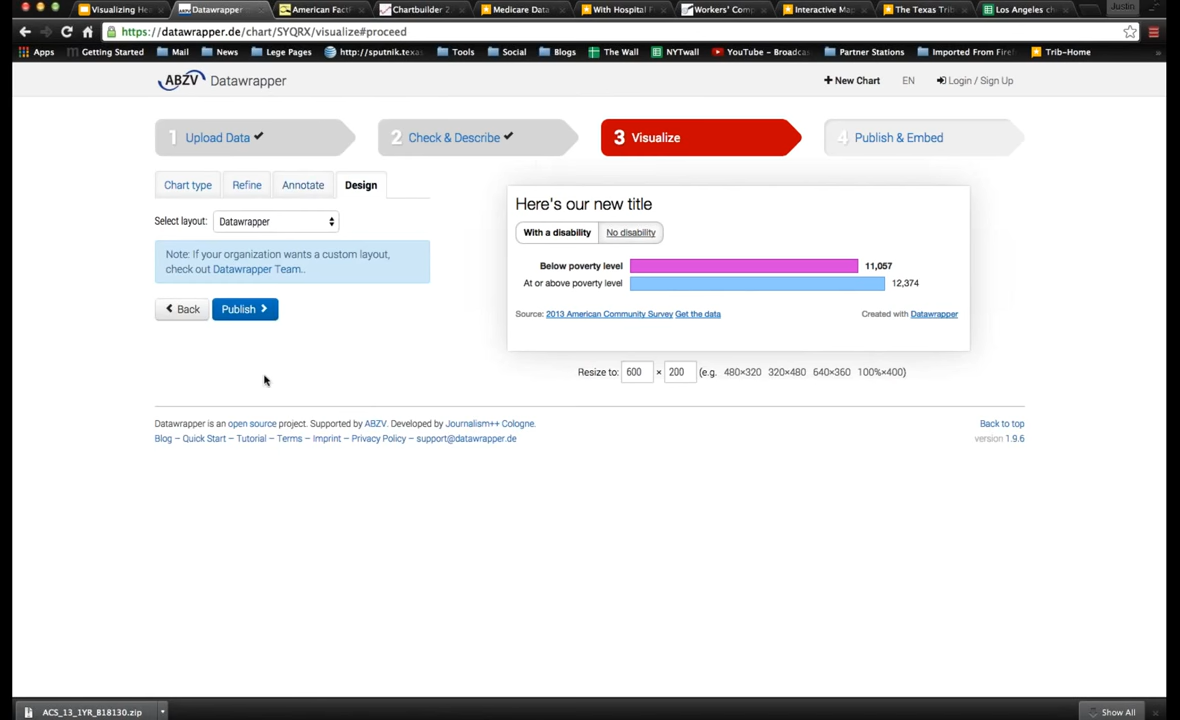 Visualizing Hea
Datawrapper
American FactF
Chartbuilder 2.
Medicare Data
With Hospital F
Workers' Comp
Interactive Map
The Texas Trib
Los Angeles ch
Justin
https://datawrapper.de/chart/SYQRX/visualize#proceed
Apps Getting Started Mail News Lege Pages http://sputnik.texas Tools Social Blogs The Wall NYTwall YouTube – Broadcas Partner Stations Imported From Firef Trib–Home »
ABZV Datawrapper
+ New Chart EN Login / Sign Up
1 Upload Data ✔
2 Check & Describe ✔
3 Visualize
4 Publish & Embed
Chart type Refine Annotate Design
Select layout: Datawrapper
Note: If your organization wants a custom layout,
check out Datawrapper Team..
Back Publish
Here's our new title
With a disability No disability
Below poverty level 11,057
At or above poverty level 12,374
Source: 2013 American Community Survey Get the data Created with Datawrapper
Resize to: 600 × 200 (e.g. 480×320 320×480 640×360 100%×400)
Datawrapper is an open source project. Supported by ABZV. Developed by Journalism++ Cologne.
Back to top
Blog – Quick Start – Tutorial – Terms – Imprint – Privacy Policy – support@datawrapper.de
version 1.9.6
ACS_13_1YR_B18130.zip
Show All